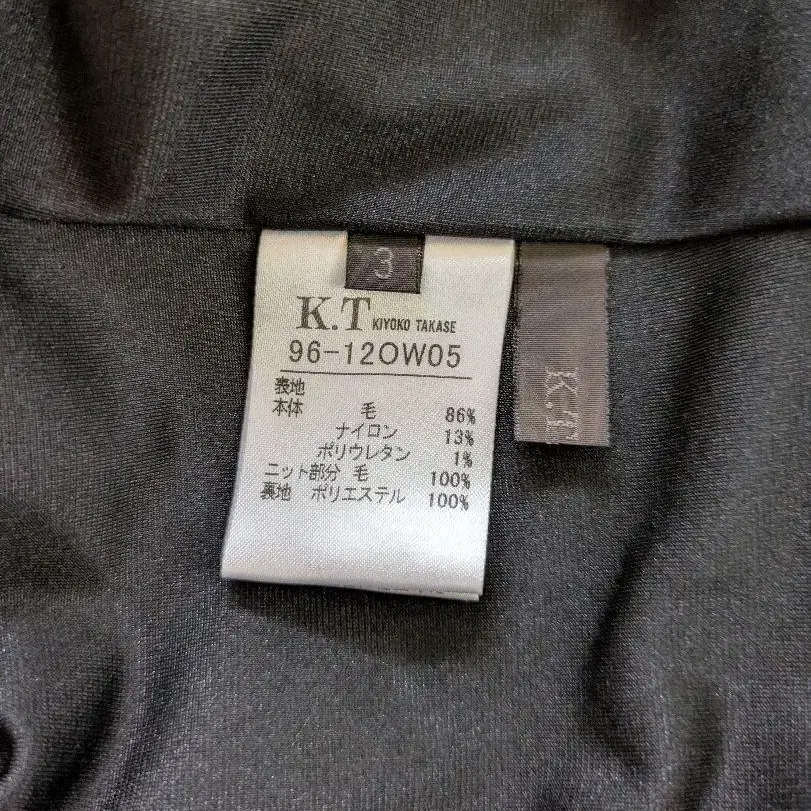 3
K.T KIYOKO TAKASE
96-12OW05
表地
本体 毛 86%
ナイロン 13%
ポリウレタン 1%
ニット部分 毛 100%
裏地 ポリエステル 100%
K.T